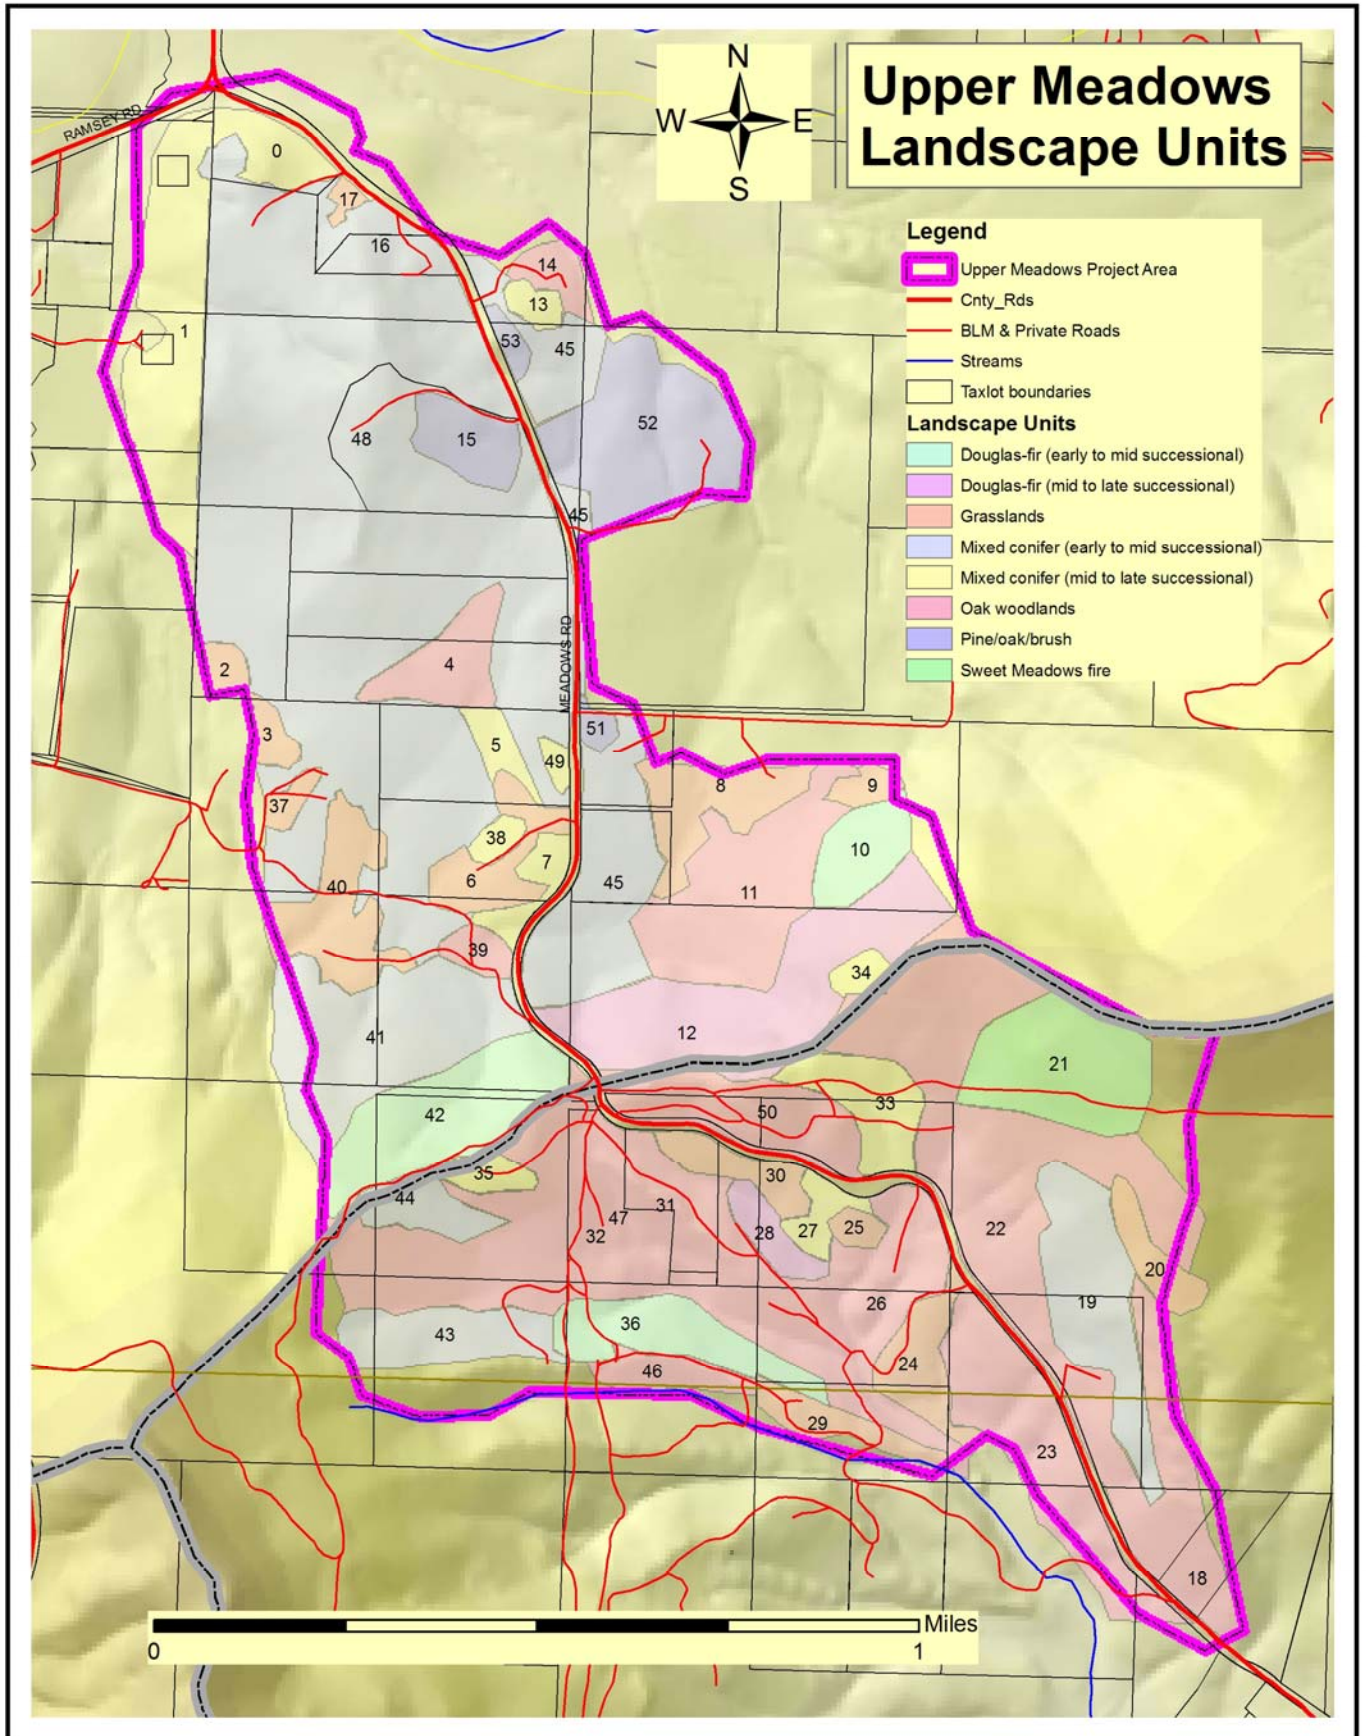 Upper Meadows
Landscape Units
N
W E
S
RAMSEY RD
0
17
16
14
13
1
53
45
52
48
15
45
MEADOWS RD
2
4
3
51
5
49
8
9
37
38
10
7
6
45
40
11
39
34
41
12
21
42
50
33
35
30
44
31
47
32
28
27
25
22
20
26
19
36
43
24
46
29
23
18
Legend
Upper Meadows Project Area
Cnty_Rds
BLM & Private Roads
Streams
Taxlot boundaries
Landscape Units
Douglas-fir (early to mid successional)
Douglas-fir (mid to late successional)
Grasslands
Mixed conifer (early to mid successional)
Mixed conifer (mid to late successional)
Oak woodlands
Pine/oak/brush
Sweet Meadows fire
Miles
0 1